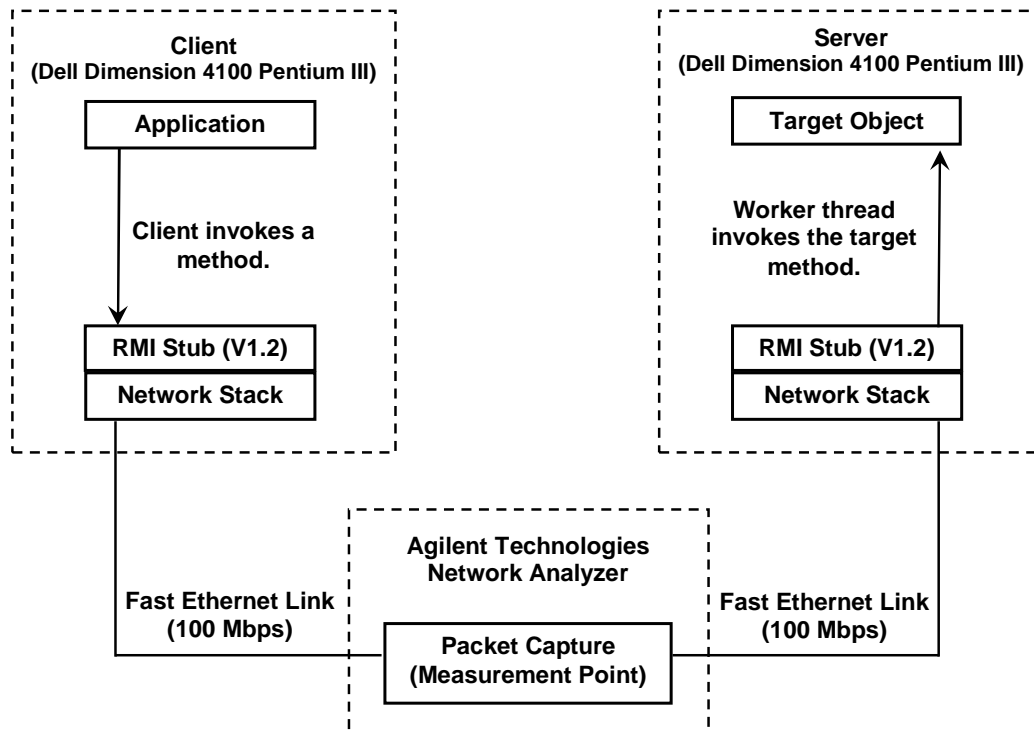 Client
(Dell Dimension 4100 Pentium III)
Application
Client invokes a
method.
RMI Stub (V1.2)
Network Stack
Server
(Dell Dimension 4100 Pentium III)
Target Object
Worker thread
invokes the target
method.
RMI Stub (V1.2)
Network Stack
Agilent Technologies
Network Analyzer
Fast Ethernet Link
(100 Mbps)
Packet Capture
(Measurement Point)
Fast Ethernet Link
(100 Mbps)